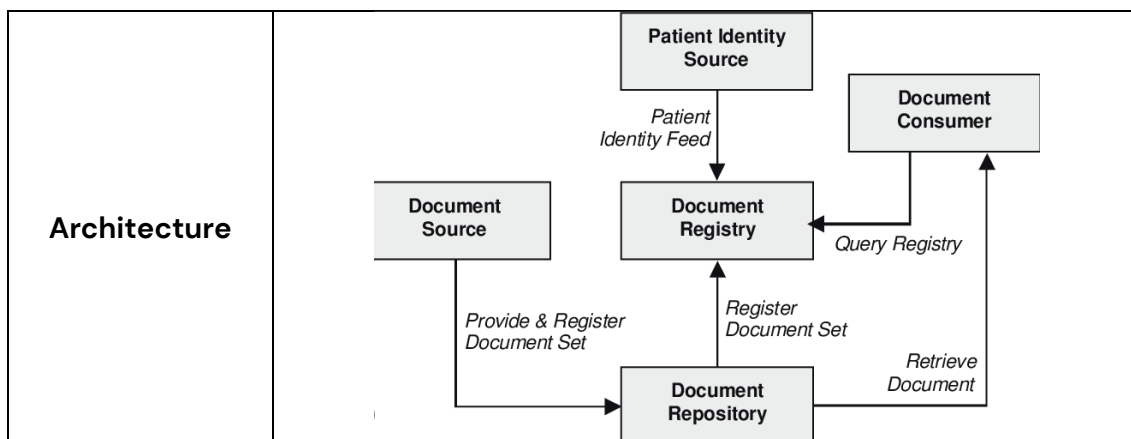 Architecture
Patient Identity
Source
Document
Consumer
Patient
Identity Feed
Document
Source
Document
Registry
Query Registry
Provide & Register
Document Set
Register
Document Set
Retrieve
Document
Document
Repository